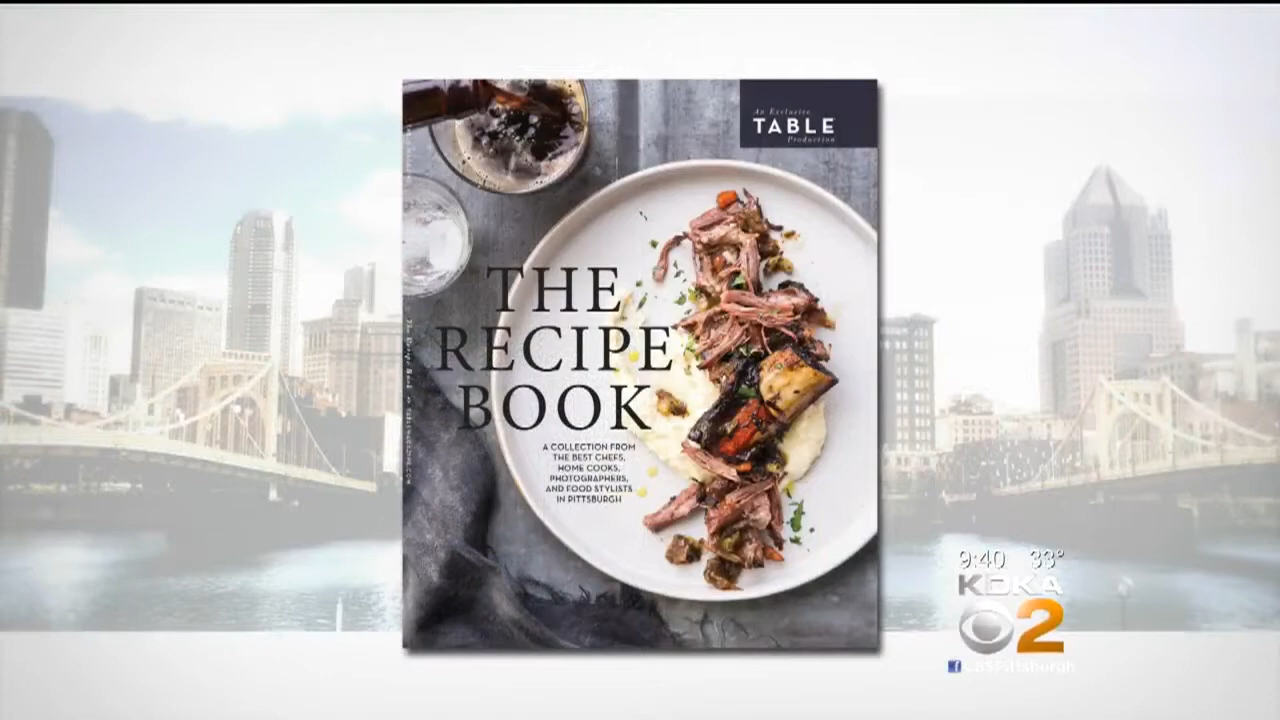 An Exclusive
TABLE
Production
THE
RECIPE
BOOK
A COLLECTION FROM
THE BEST CHEFS,
HOME COOKS,
PHOTOGRAPHERS,
AND FOOD STYLISTS
IN PITTSBURGH
The Recipe Book
9:40 33°
KDKA
2
f CBSPittsburgh